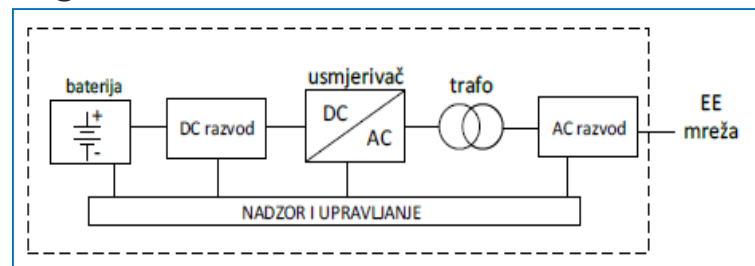 baterija
+
-
DC razvod
usmjerivač
DC
AC
trafo
AC razvod
EE
mreža
NADZOR I UPRAVLJANJE